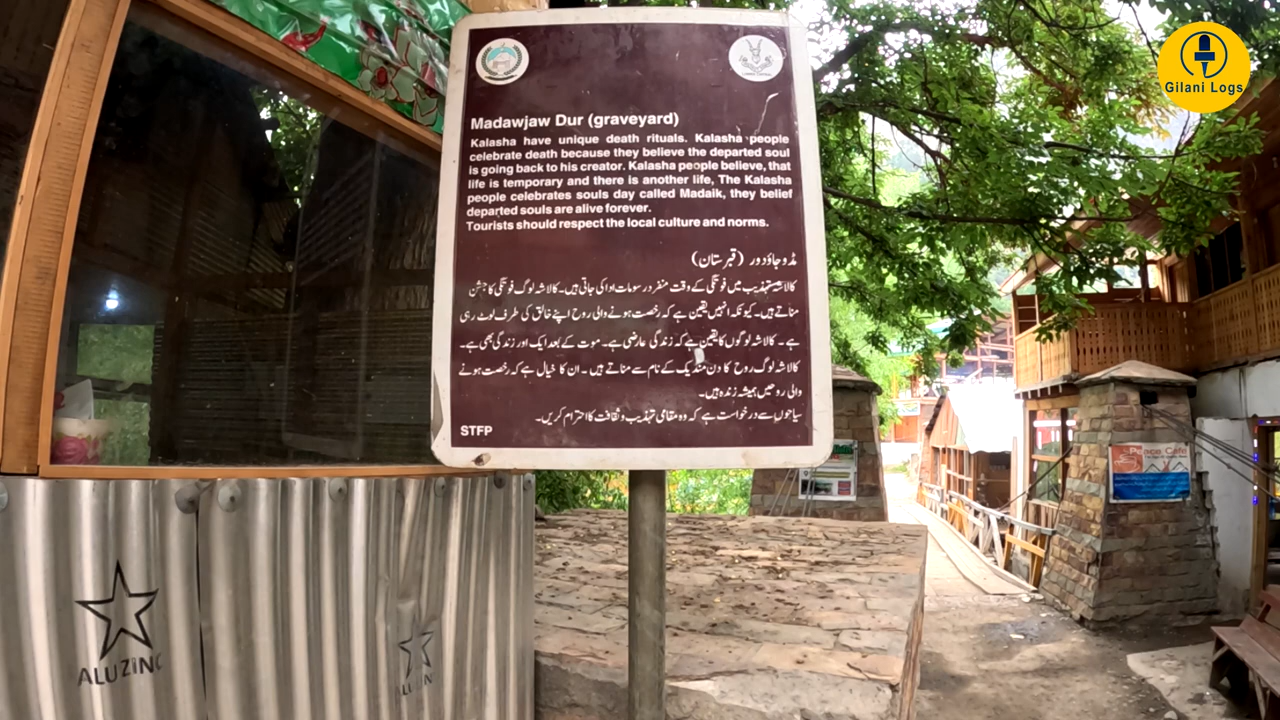 Gilani Logs
Madawjaw Dur (graveyard)
Kalasha have unique death rituals. Kalasha people
celebrate death because they believe the departed soul
is going back to his creator. Kalasha people believe, that
life is temporary and there is another life, The Kalasha
people celebrates souls day called Madaik, they belief
departed souls are alive forever.
Tourists should respect the local culture and norms.
مڈوجاؤدور (قبرستان)
کالاشہ تہذیب میں فوتگی کے وقت منفرد رسومات ادا کی جاتی ہیں۔ کالاشہ لوگ فوتگی کا جشن
مناتے ہیں۔ کیونکہ انہیں یقین ہے کہ رخصت ہونے والی روح اپنے خالق کی طرف لوٹ رہی
ہے۔ کالاشہ لوگوں کا یقین ہے کہ زندگی عارضی ہے۔ موت کے بعد ایک اور زندگی بھی ہے۔
کالاشہ لوگ روح کا دن منڈیک کے نام سے مناتے ہیں۔ ان کا خیال ہے کہ رخصت ہونے
والی روحیں ہمیشہ زندہ ہیں۔
سیاحوں سے درخواست ہے کہ وہ مقامی تہذیب و ثقافت کا احترام کریں۔
STFP
Peace Cafe
ALUZINC